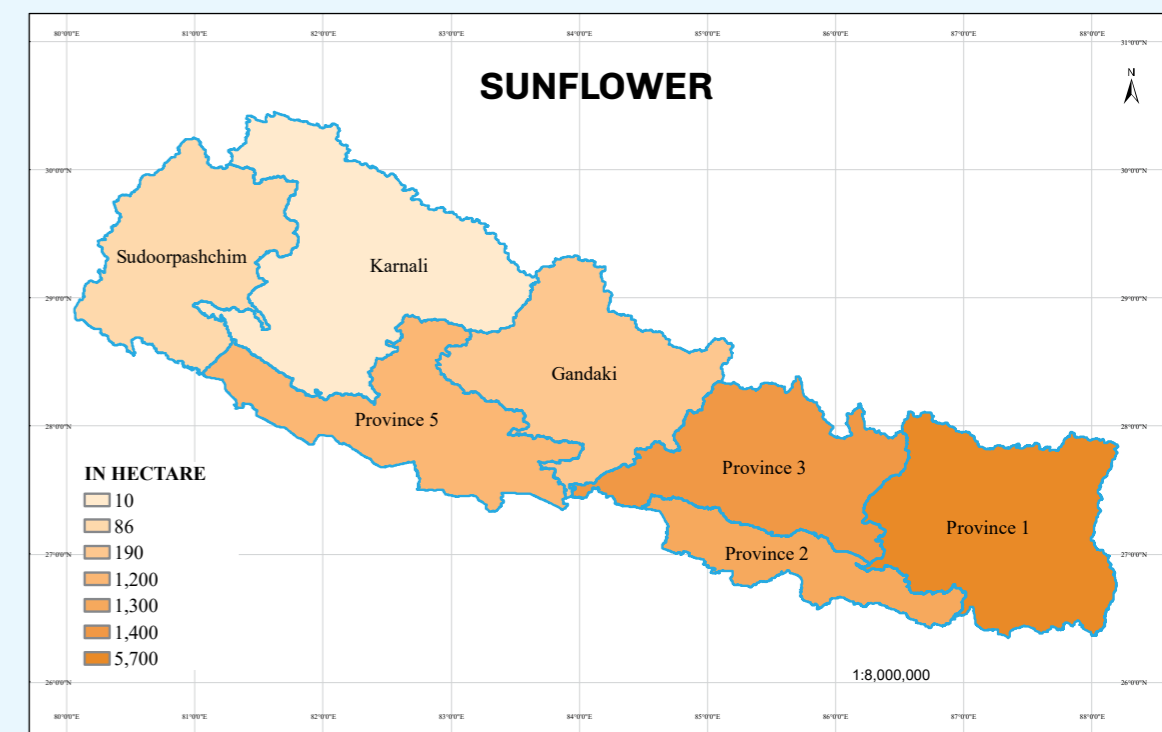 80°0'0"E 81°0'0"E 82°0'0"E 83°0'0"E 84°0'0"E 85°0'0"E 86°0'0"E 87°0'0"E 88°0'0"E
31°0'0"N
SUNFLOWER
N
30°0'0"N 30°0'0"N
Sudoorpashchim
Karnali
29°0'0"N 29°0'0"N
Gandaki
Province 5
28°0'0"N 28°0'0"N
Province 3
Province 1
Province 2
27°0'0"N 27°0'0"N
IN HECTARE
10
86
190
1,200
1,300
1,400
5,700
1:8,000,000
26°0'0"N 26°0'0"N
80°0'0"E 81°0'0"E 82°0'0"E 83°0'0"E 84°0'0"E 85°0'0"E 86°0'0"E 87°0'0"E 88°0'0"E